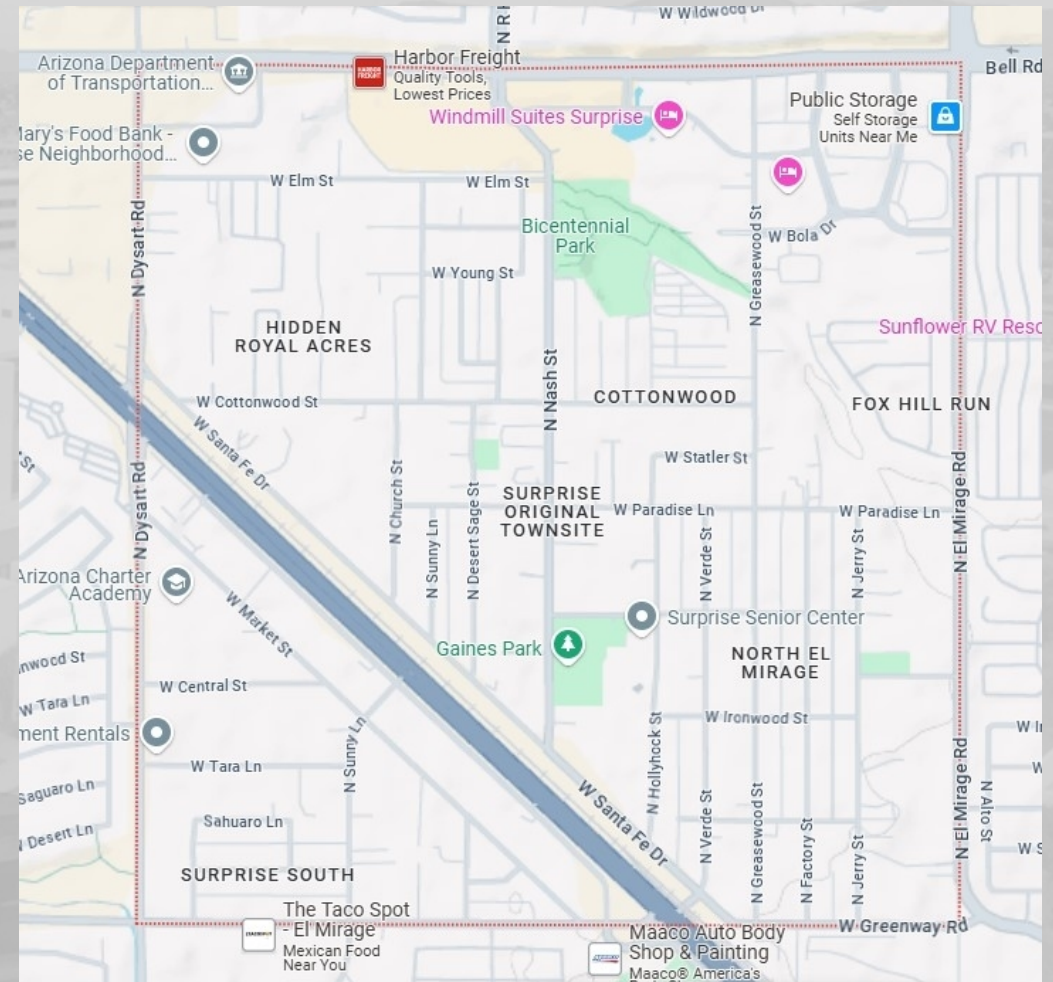 W Wildwood Dr
N R
Arizona Department
of Transportation...
Harbor Freight
Quality Tools,
Lowest Prices
HARBOR
FREIGHT
Bell Rd
Windmill Suites Surprise
Public Storage
Self Storage
Units Near Me
Mary's Food Bank -
se Neighborhood...
W Elm St
W Elm St
N Dysart Rd
Bicentennial
Park
N Greasewood St
W Bola Dr
W Young St
HIDDEN
ROYAL ACRES
Sunflower RV Reso
N Nash St
COTTONWOOD
FOX HILL RUN
W Cottonwood St
W Santa Fe Dr
St
N Dysart Rd
N Church St
N Desert Sage St
N Sunny Ln
W Statler St
SURPRISE
ORIGINAL
TOWNSITE
W Paradise Ln
W Paradise Ln
N El Mirage Rd
N Verde St
N Jerry St
Arizona Charter
Academy
W Market St
Surprise Senior Center
Gaines Park
NORTH EL
MIRAGE
nwood St
W Central St
W Tara Ln
ment Rentals
N Sunny Ln
W Ironwood St
N Hollyhock St
W Tara Ln
Saguaro Ln
W Desert Ln
Sahuaro Ln
W Santa Fe Dr
N Verde St
N Greasewood St
N Factory St
N Jerry St
N El Mirage Rd
N Alto St
W I
W
W S
SURPRISE SOUTH
The Taco Spot
- El Mirage
Mexican Food
Near You
W Greenway Rd
Maaco Auto Body
Shop & Painting
Maaco® America's